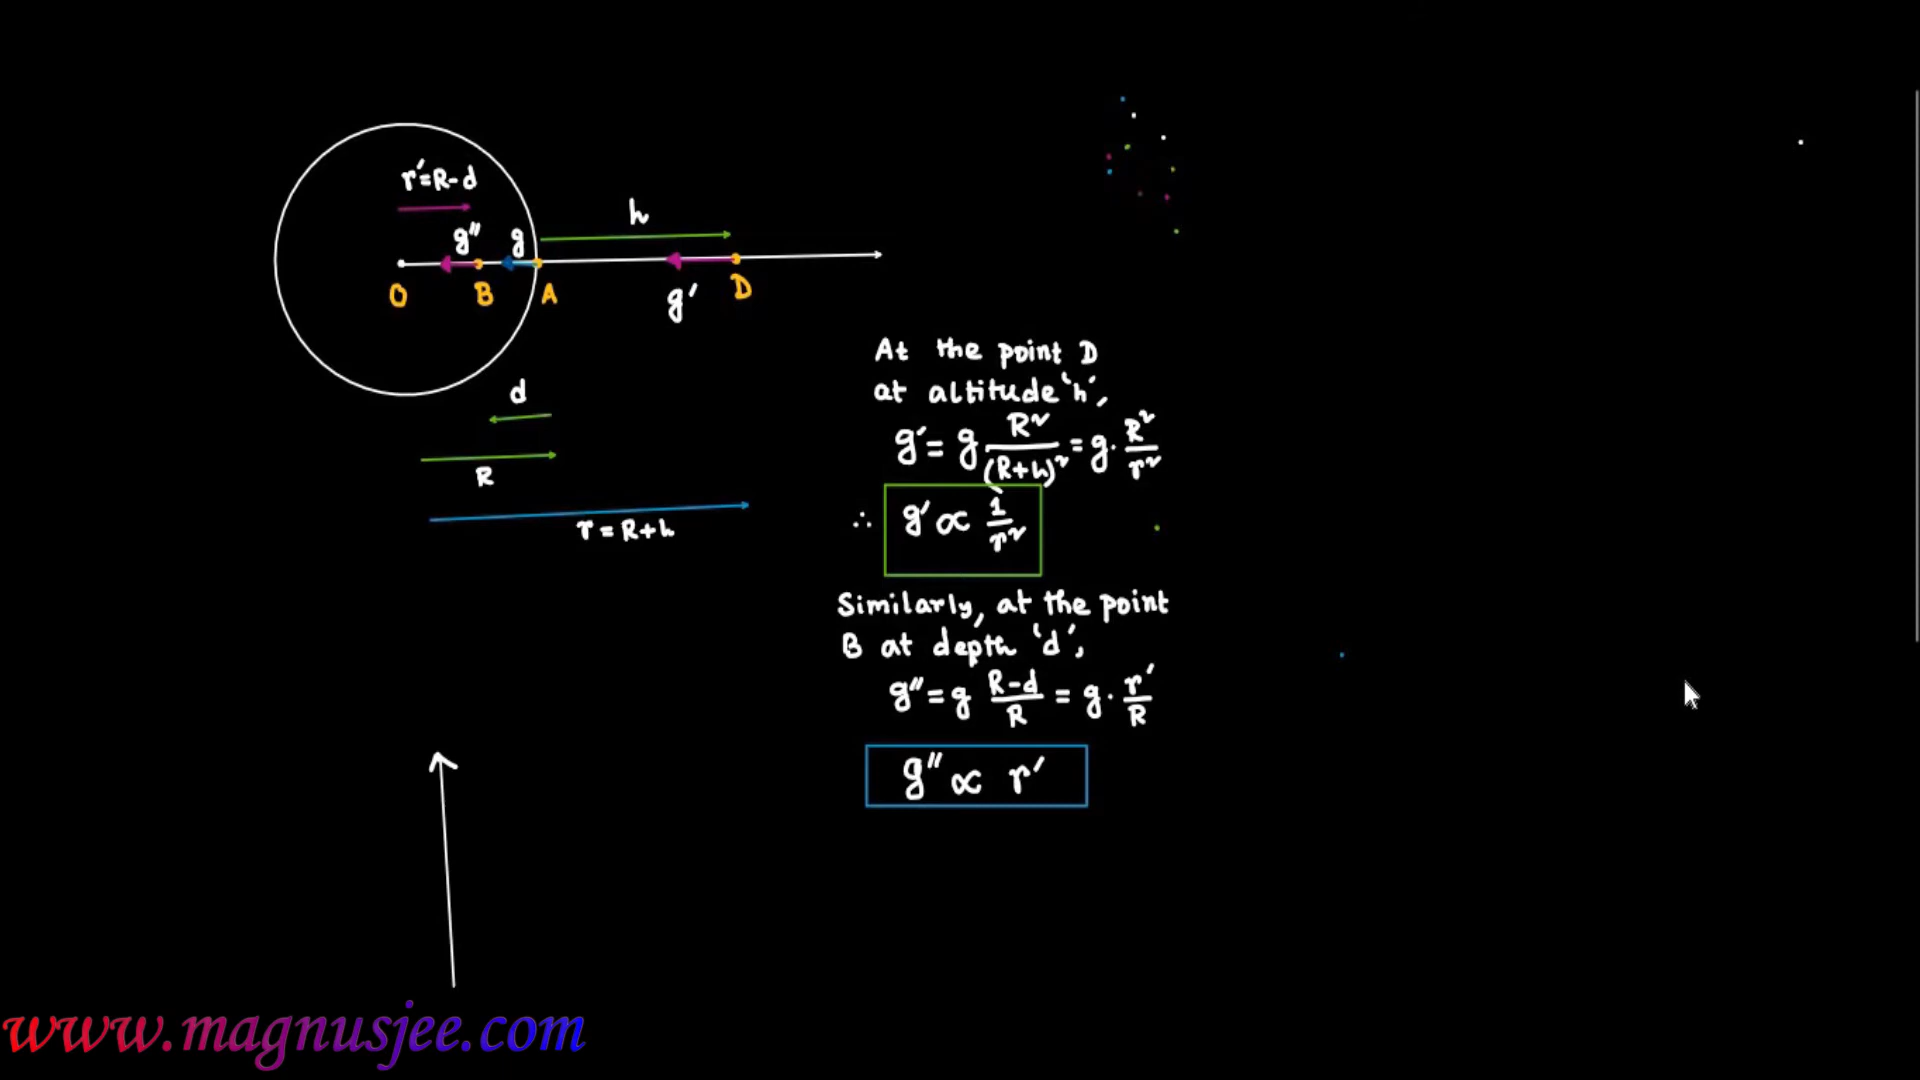 r′=R-d
h
g″ g
O B A g′ D
d
R
r = R+h
At the point D
at altitude 'h',
g′ = g R²/(R+h)² = g. R²/r²
∴ g′ ∝ 1/r²
Similarly, at the point
B at depth 'd',
g″ = g R-d/R = g. r′/R
g″ ∝ r′
www.magnusjee.com